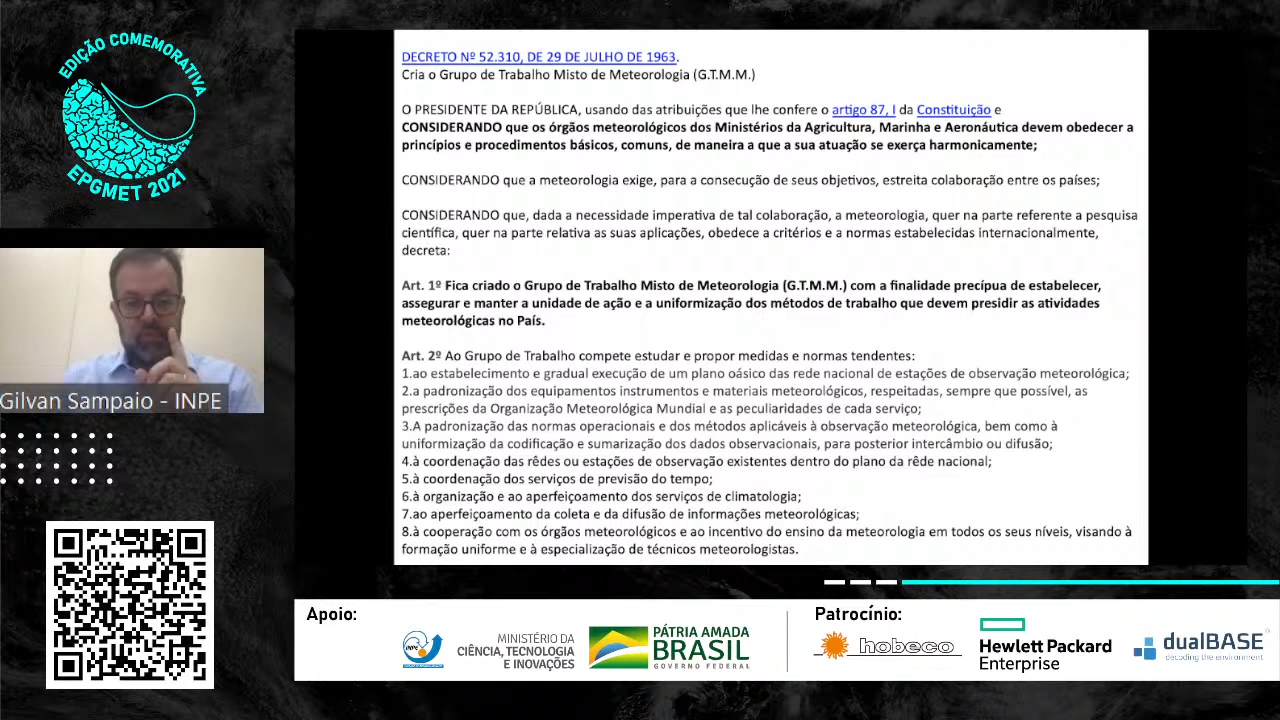 EDIÇÃO COMEMORATIVA
EPGMET 2021
DECRETO Nº 52.310, DE 29 DE JULHO DE 1963.
Cria o Grupo de Trabalho Misto de Meteorologia (G.T.M.M.)
O PRESIDENTE DA REPÚBLICA, usando das atribuições que lhe confere o artigo 87, I da Constituição e
CONSIDERANDO que os órgãos meteorológicos dos Ministérios da Agricultura, Marinha e Aeronáutica devem obedecer a
princípios e procedimentos básicos, comuns, de maneira a que a sua atuação se exerça harmonicamente;
CONSIDERANDO que a meteorologia exige, para a consecução de seus objetivos, estreita colaboração entre os países;
CONSIDERANDO que, dada a necessidade imperativa de tal colaboração, a meteorologia, quer na parte referente a pesquisa
científica, quer na parte relativa as suas aplicações, obedece a critérios e a normas estabelecidas internacionalmente,
decreta:
Art. 1º Fica criado o Grupo de Trabalho Misto de Meteorologia (G.T.M.M.) com a finalidade precípua de estabelecer,
assegurar e manter a unidade de ação e a uniformização dos métodos de trabalho que devem presidir as atividades
meteorológicas no País.
Art. 2º Ao Grupo de Trabalho compete estudar e propor medidas e normas tendentes:
1.ao estabelecimento e gradual execução de um plano oásico das rede nacional de estações de observação meteorológica;
2.a padronização dos equipamentos instrumentos e materiais meteorológicos, respeitadas, sempre que possível, as
prescrições da Organização Meteorológica Mundial e as peculiaridades de cada serviço;
3.A padronização das normas operacionais e dos métodos aplicáveis à observação meteorológica, bem como à
uniformização da codificação e sumarização dos dados observacionais, para posterior intercâmbio ou difusão;
4.à coordenação das rêdes ou estações de observação existentes dentro do plano da rêde nacional;
5.à coordenação dos serviços de previsão do tempo;
6.à organização e ao aperfeiçoamento dos serviços de climatologia;
7.ao aperfeiçoamento da coleta e da difusão de informações meteorológicas;
8.à cooperação com os órgãos meteorológicos e ao incentivo do ensino da meteorologia em todos os seus níveis, visando à
formação uniforme e à especialização de técnicos meteorologistas.
Gilvan Sampaio - INPE
Apoio:
INPE
MINISTÉRIO DA
CIÊNCIA, TECNOLOGIA
E INOVAÇÕES
PÁTRIA AMADA
BRASIL
GOVERNO FEDERAL
Patrocínio:
hobeco
Hewlett Packard
Enterprise
dualBASE
decoding the environment